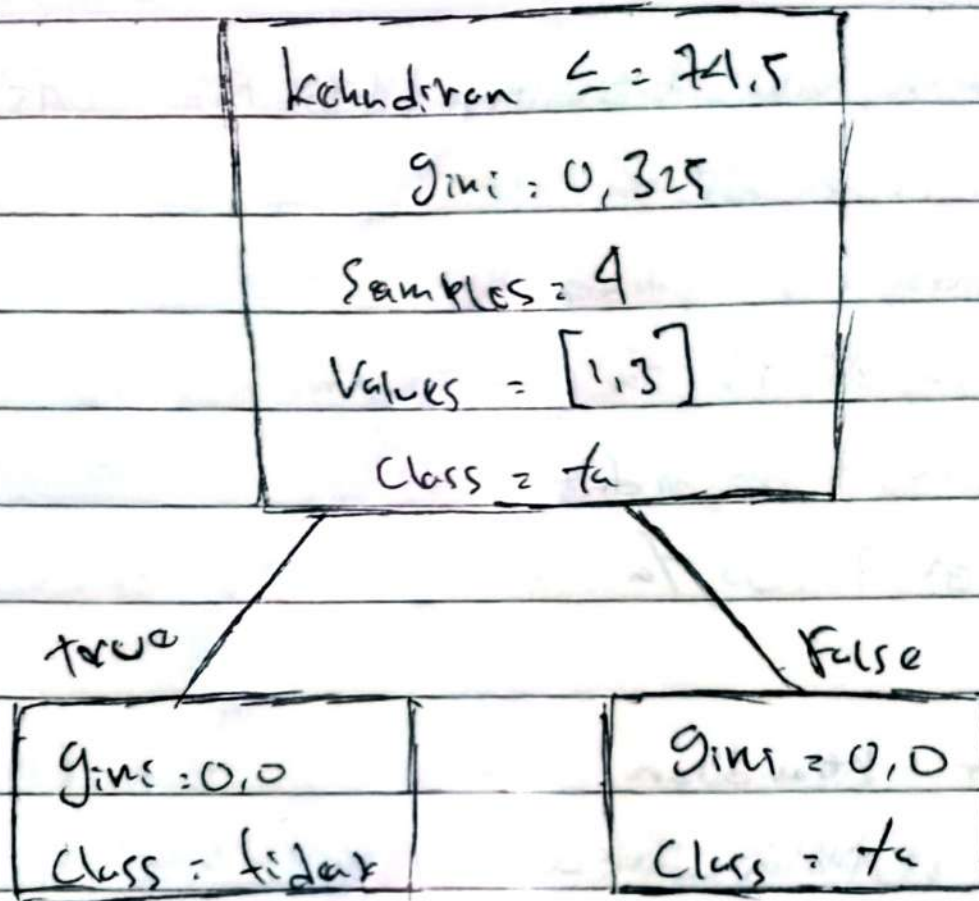 Kehadiran <= 74,5
gini : 0,325
Samples = 4
Values = [1,3]
Class = ya
true
False
gini : 0,0
Class = tidak
gini = 0,0
Class = ya